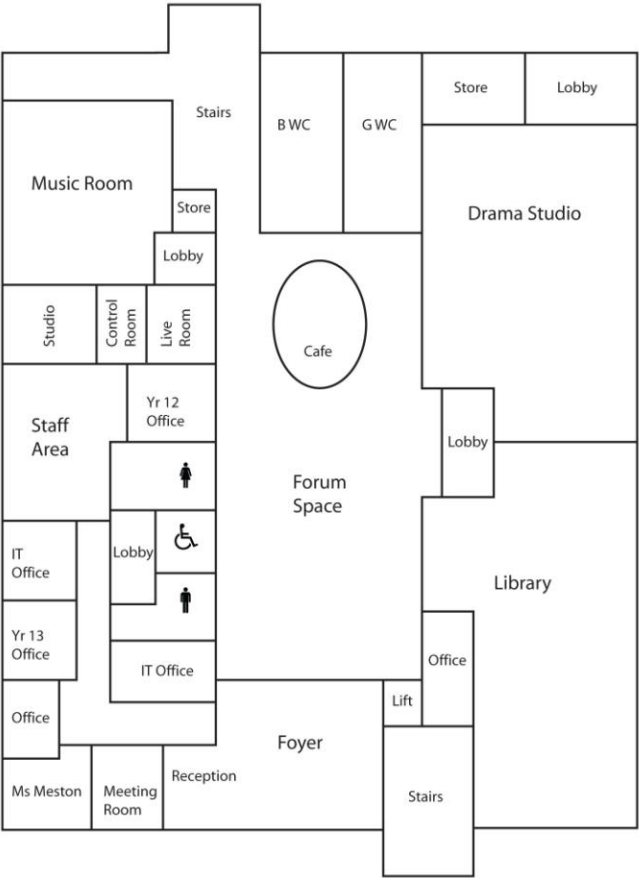 Store
Lobby
Stairs
B WC
G WC
Music Room
Store
Drama Studio
Lobby
Studio
Control
Room
Live
Room
Cafe
Yr 12
Office
Staff
Area
Lobby
Forum
Space
IT
Office
Lobby
Library
Yr 13
Office
IT Office
Office
Office
Lift
Foyer
Reception
Ms Meston
Meeting
Room
Stairs